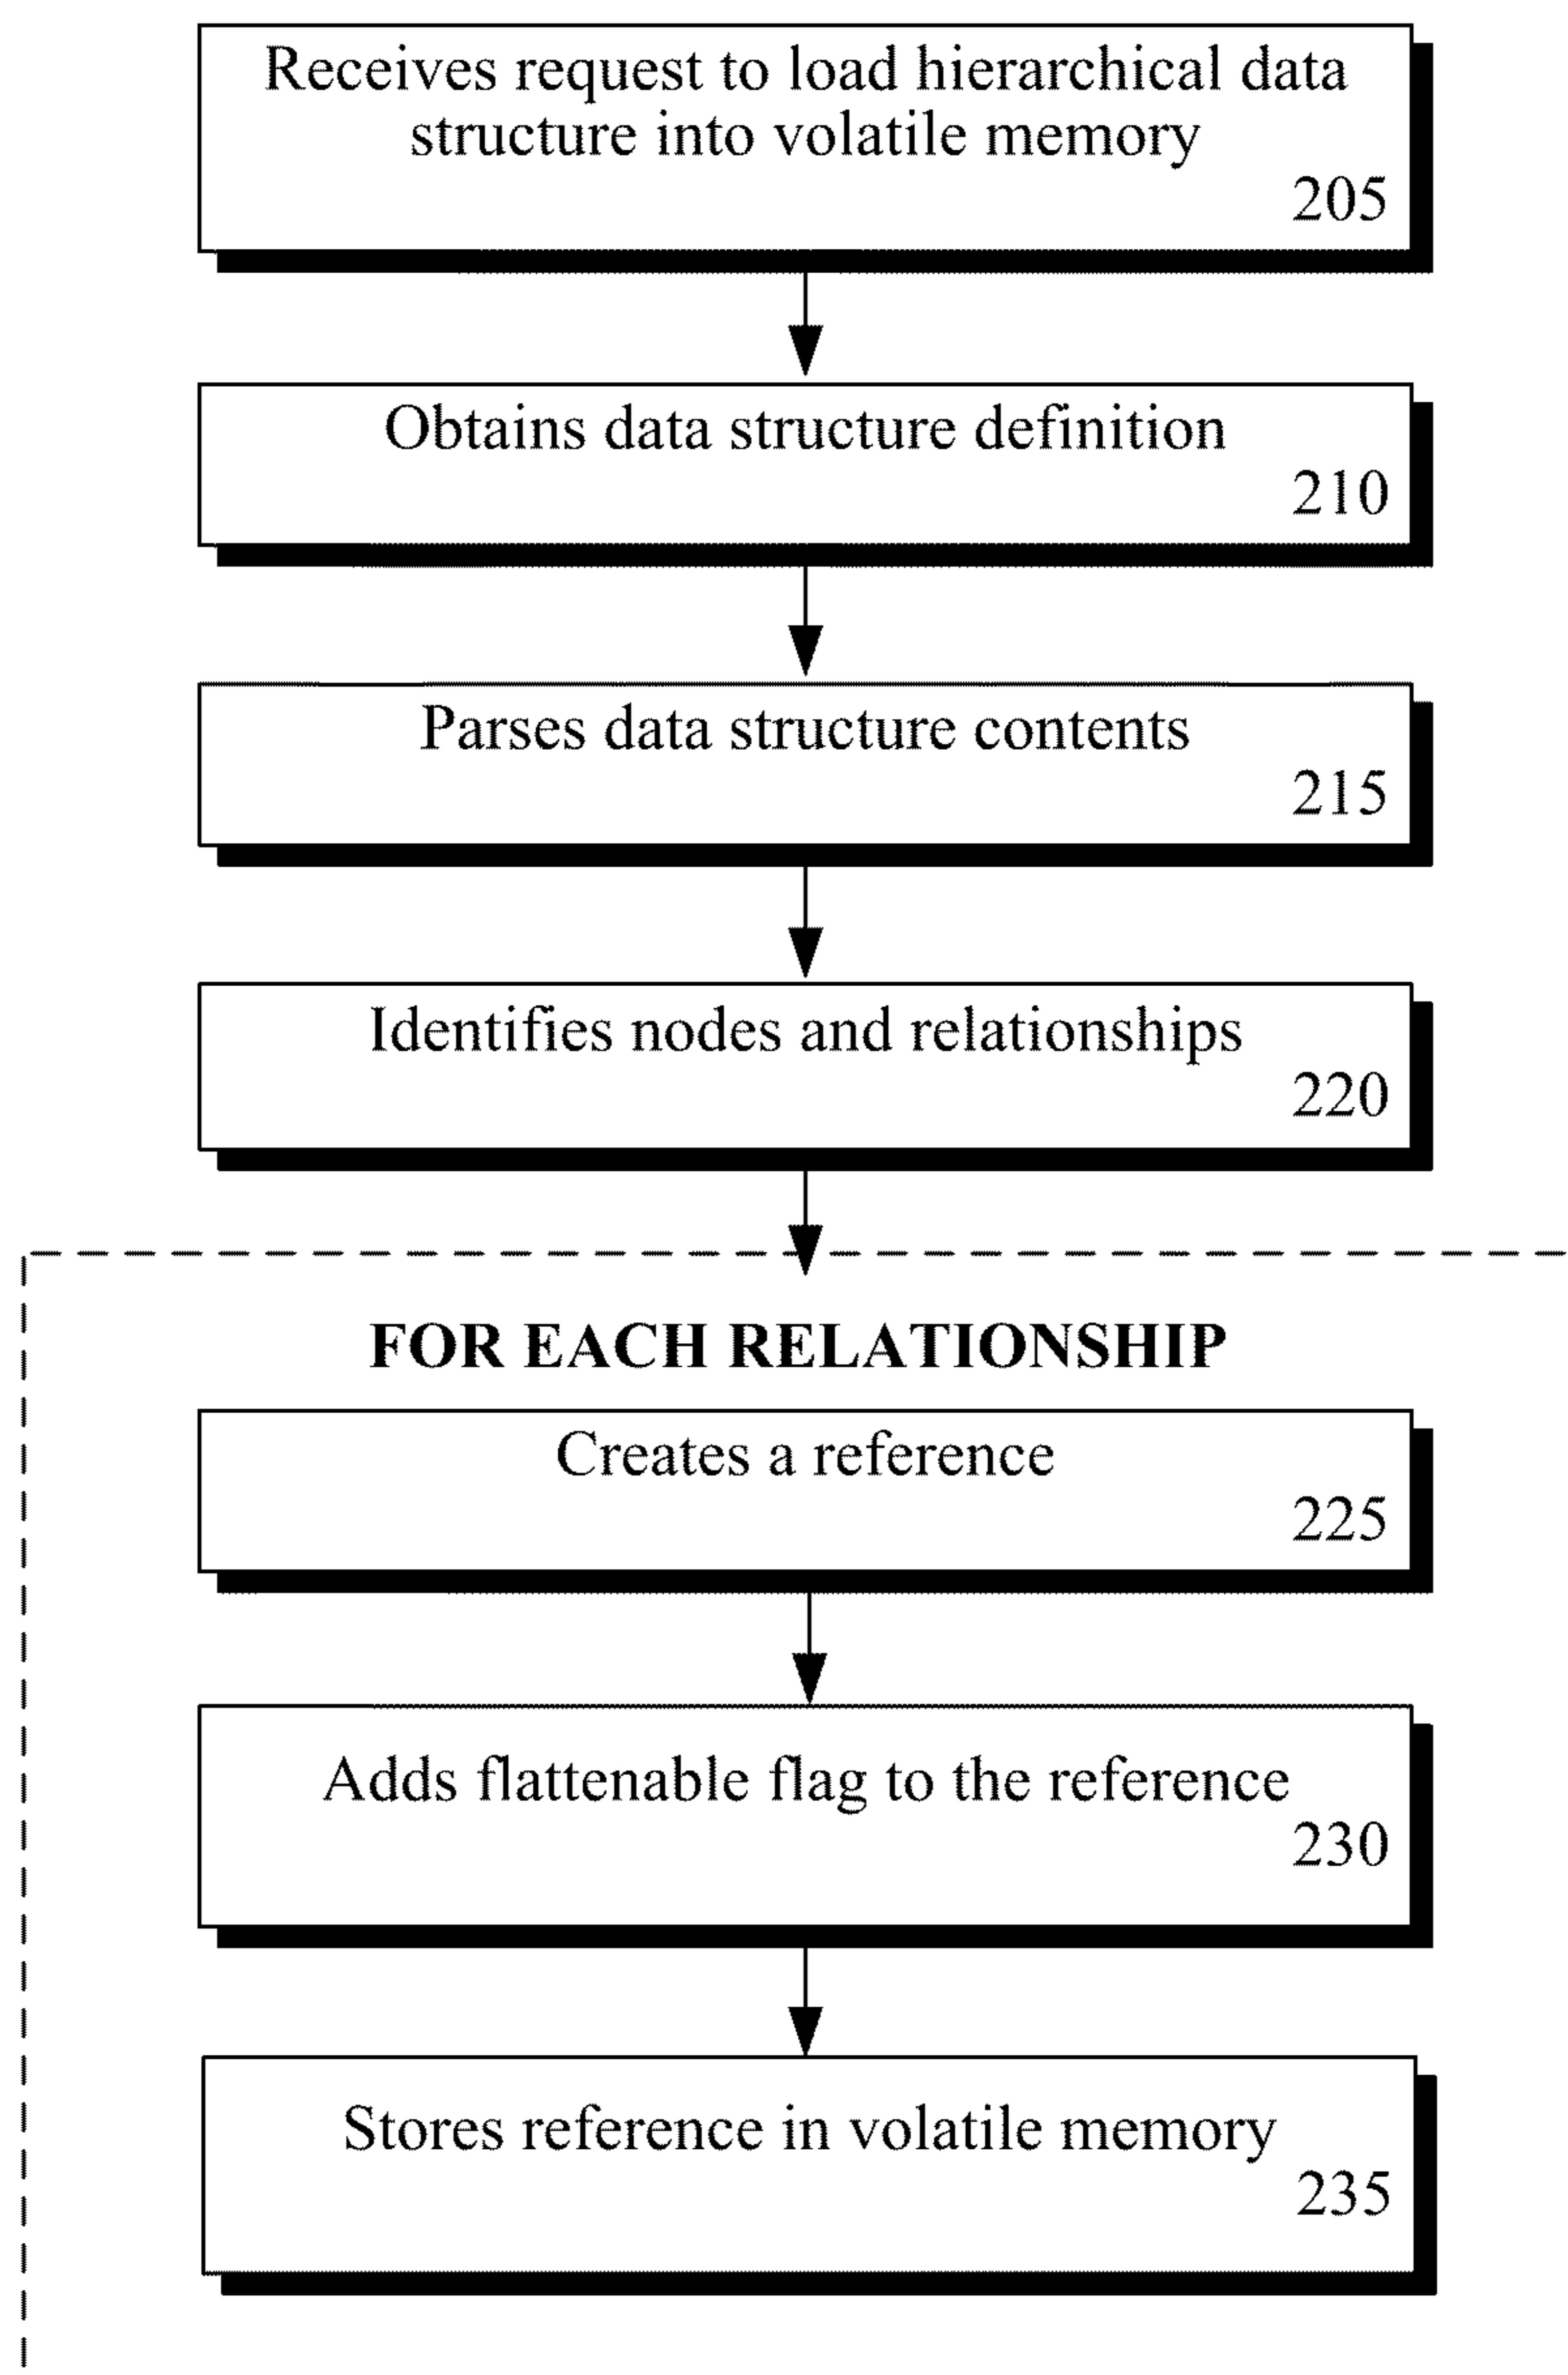 Receives request to load hierarchical data
structure into volatile memory
205
Obtains data structure definition
210
Parses data structure contents
215
Identifies nodes and relationships
220
FOR EACH RELATIONSHIP
Creates a reference
225
Adds flattenable flag to the reference
230
Stores reference in volatile memory
235